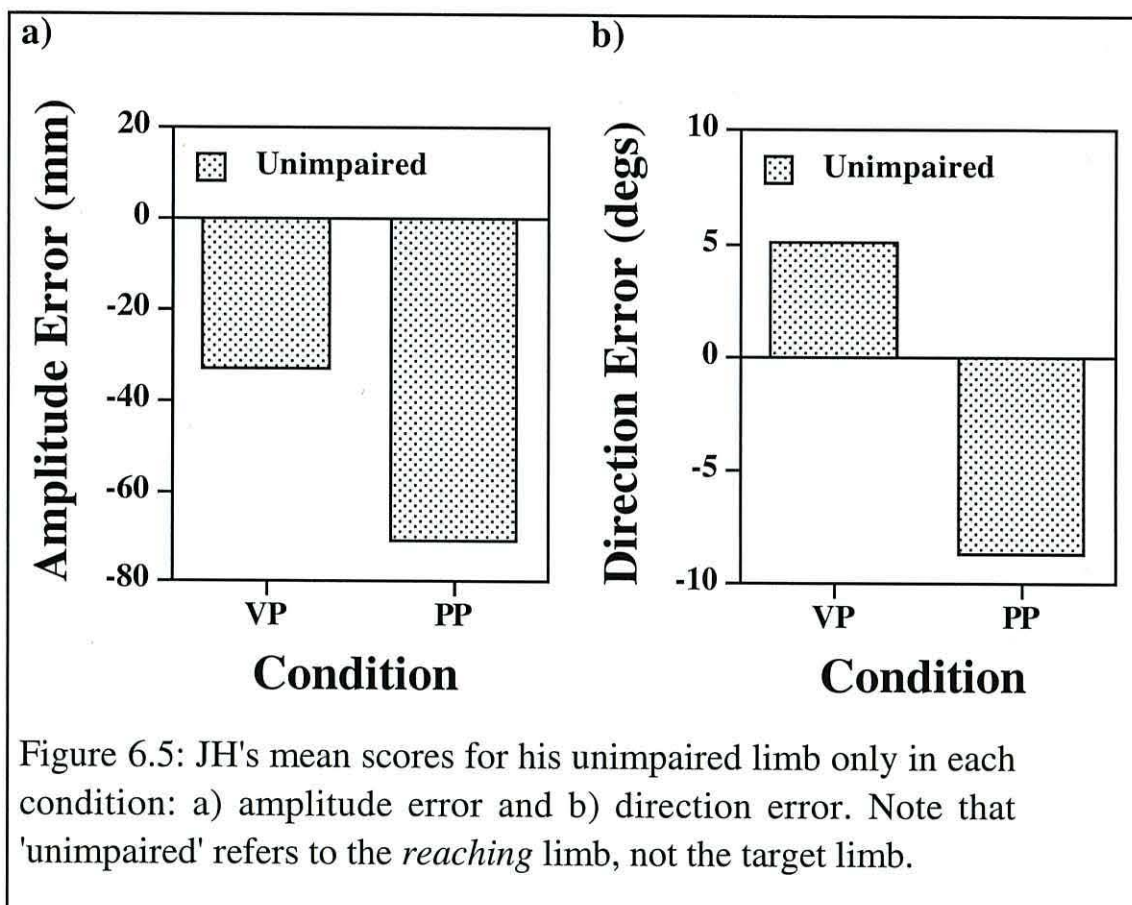 a)
b)
Amplitude Error (mm)
20
0
-20
-40
-60
-80
Unimpaired
VP
PP
Condition
Direction Error (degs)
10
5
0
-5
-10
Unimpaired
VP
PP
Condition
Figure 6.5: JH's mean scores for his unimpaired limb only in each
condition: a) amplitude error and b) direction error. Note that
'unimpaired' refers to the reaching limb, not the target limb.